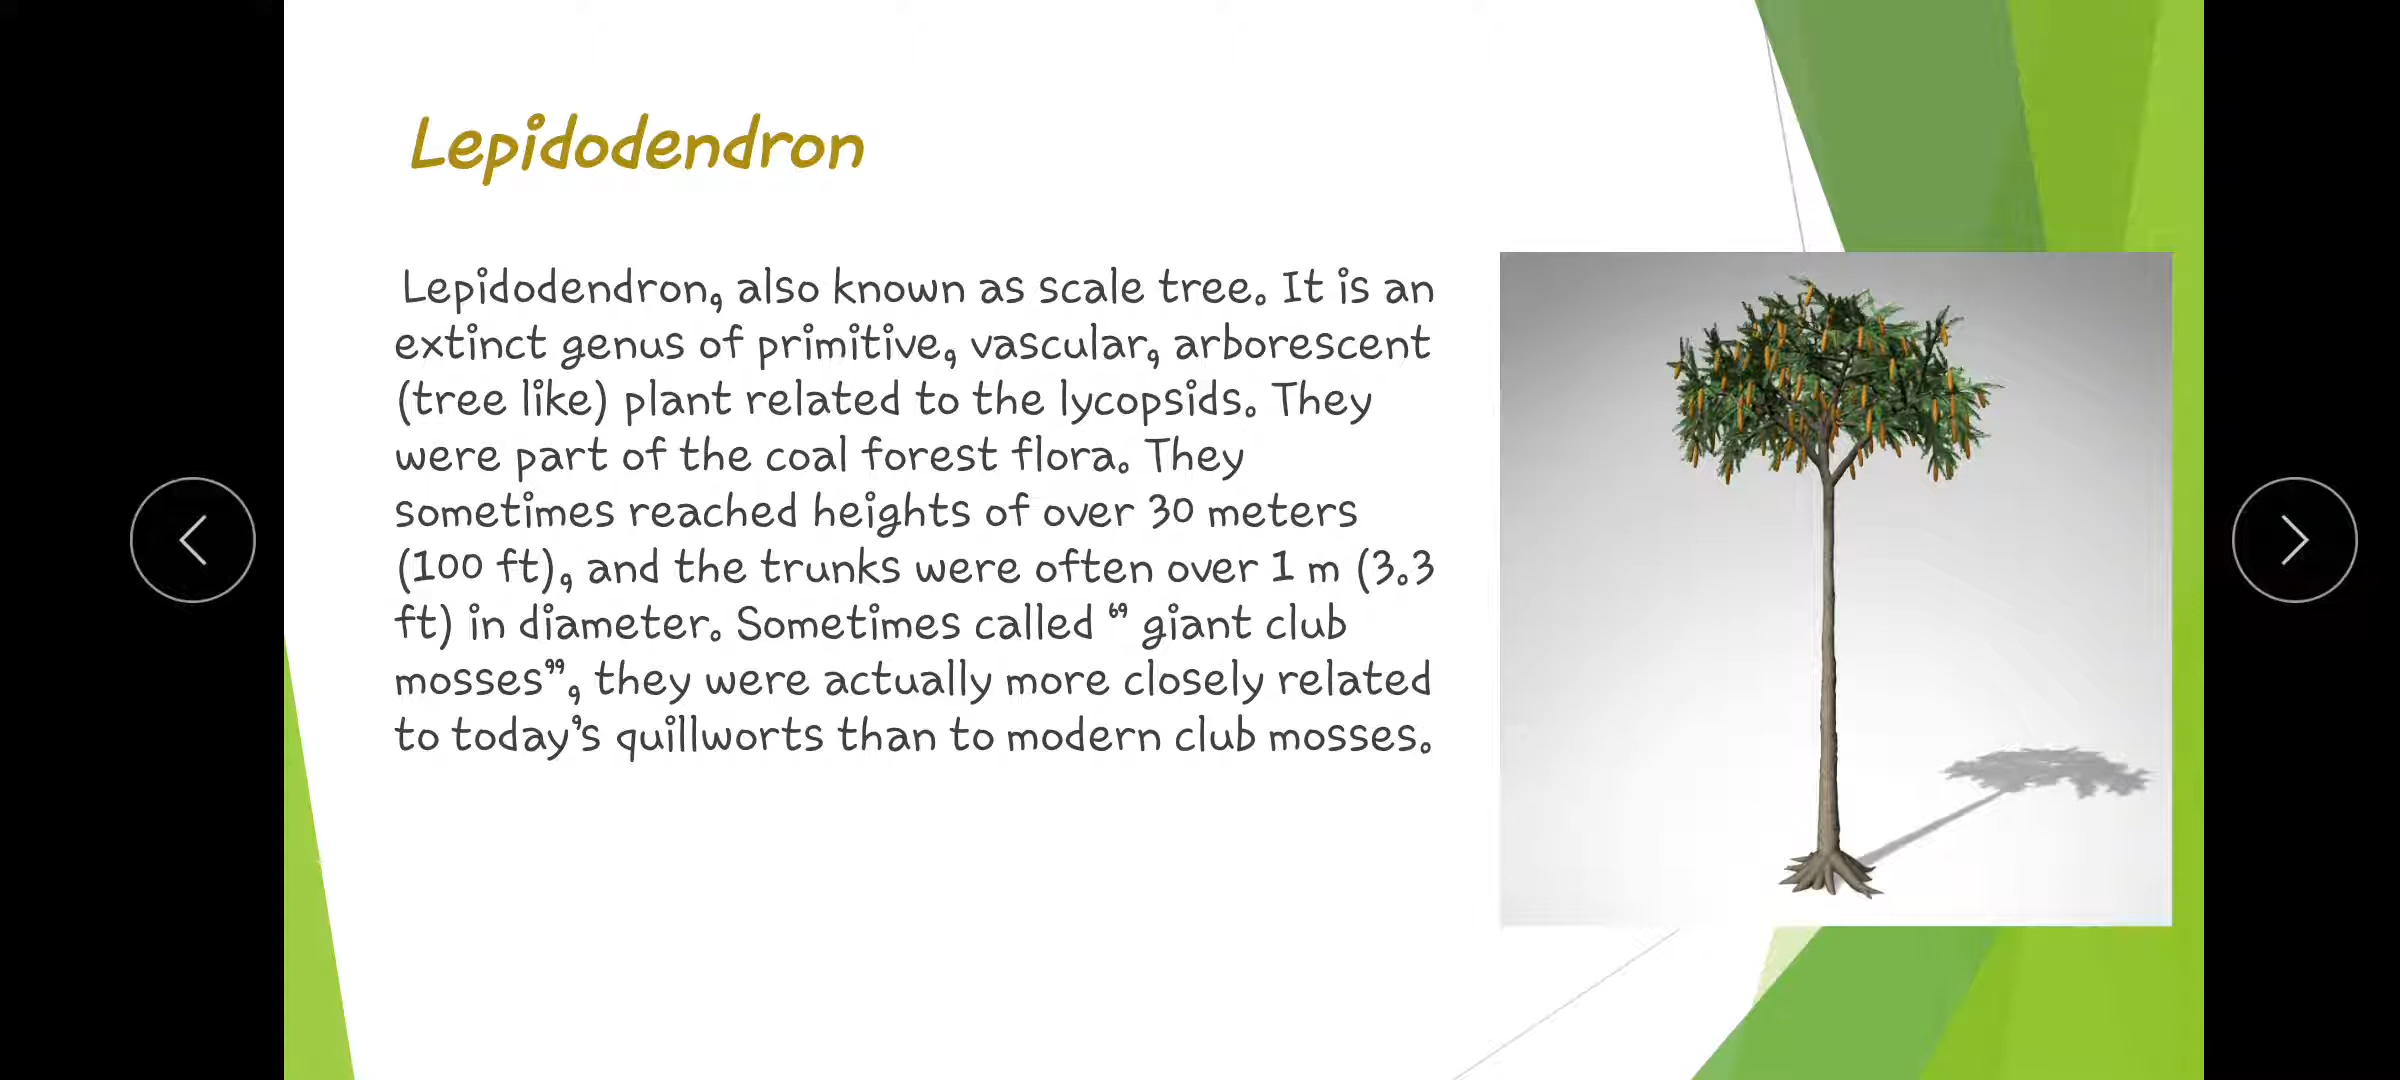 Lepidodendron
Lepidodendron, also known as scale tree. It is an
extinct genus of primitive, vascular, arborescent
(tree like) plant related to the lycopsids. They
were part of the coal forest flora. They
sometimes reached heights of over 30 meters
(100 ft), and the trunks were often over 1 m (3.3
ft) in diameter. Sometimes called “ giant club
mosses”, they were actually more closely related
to today’s quillworts than to modern club mosses.